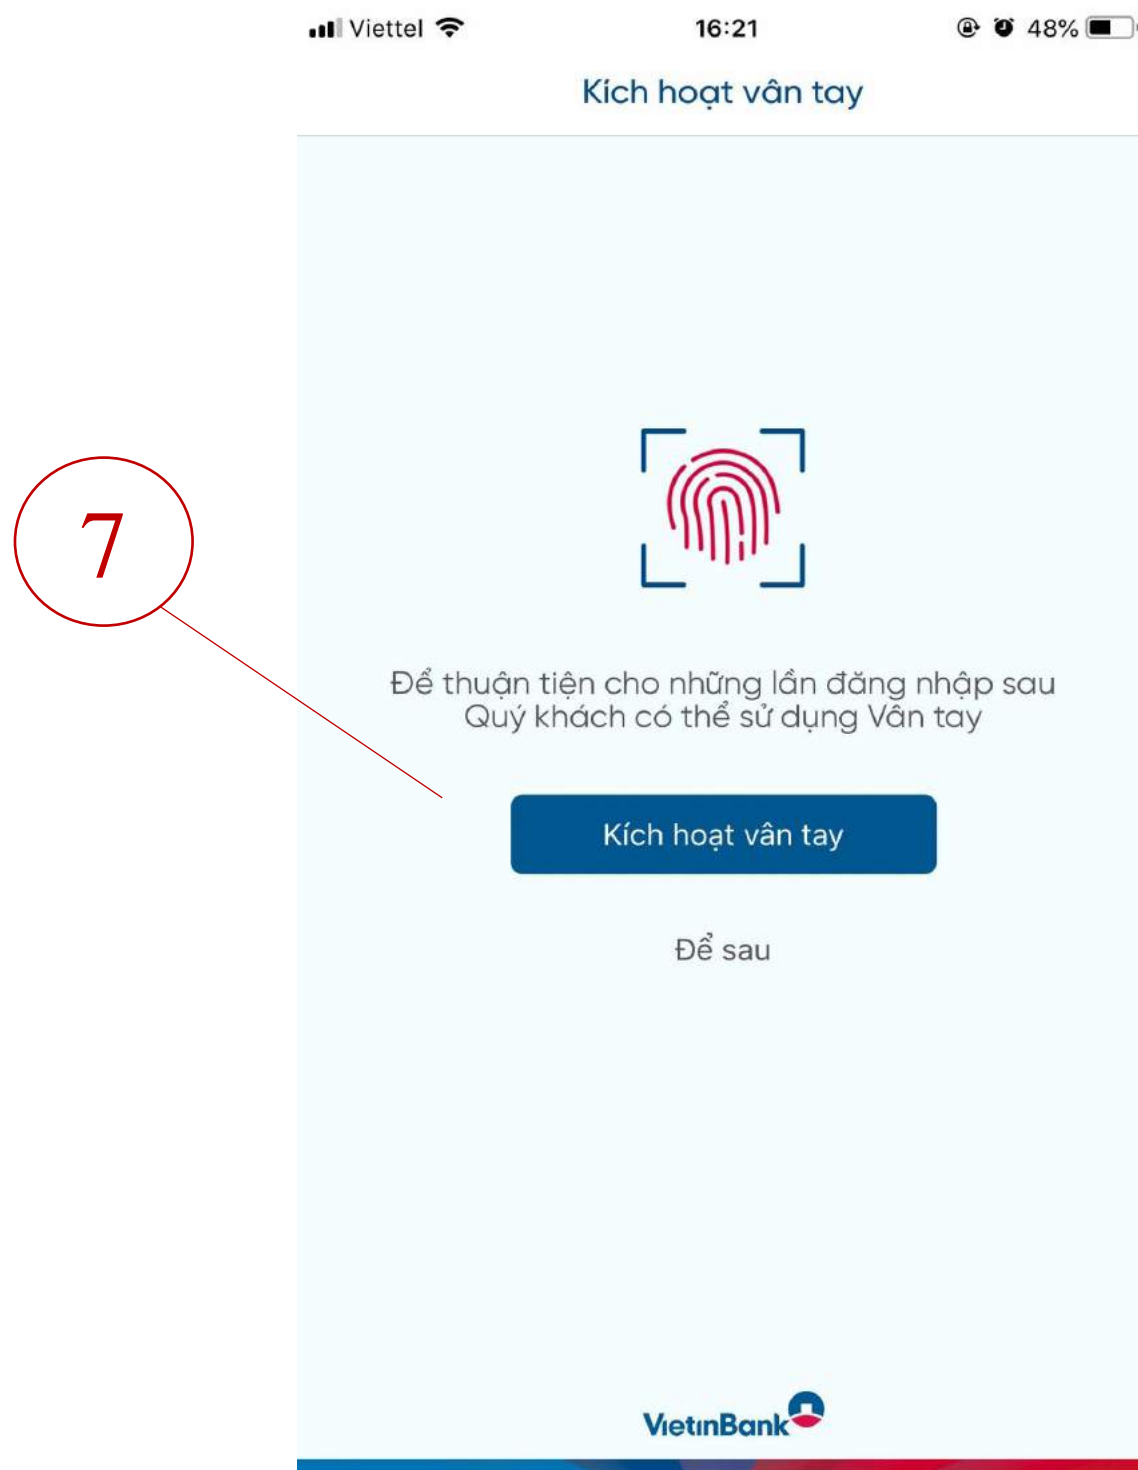 Viettel 16:21 48%
Kích hoạt vân tay
7
Để thuận tiện cho những lần đăng nhập sau
Quý khách có thể sử dụng Vân tay
Kích hoạt vân tay
Để sau
VietinBank